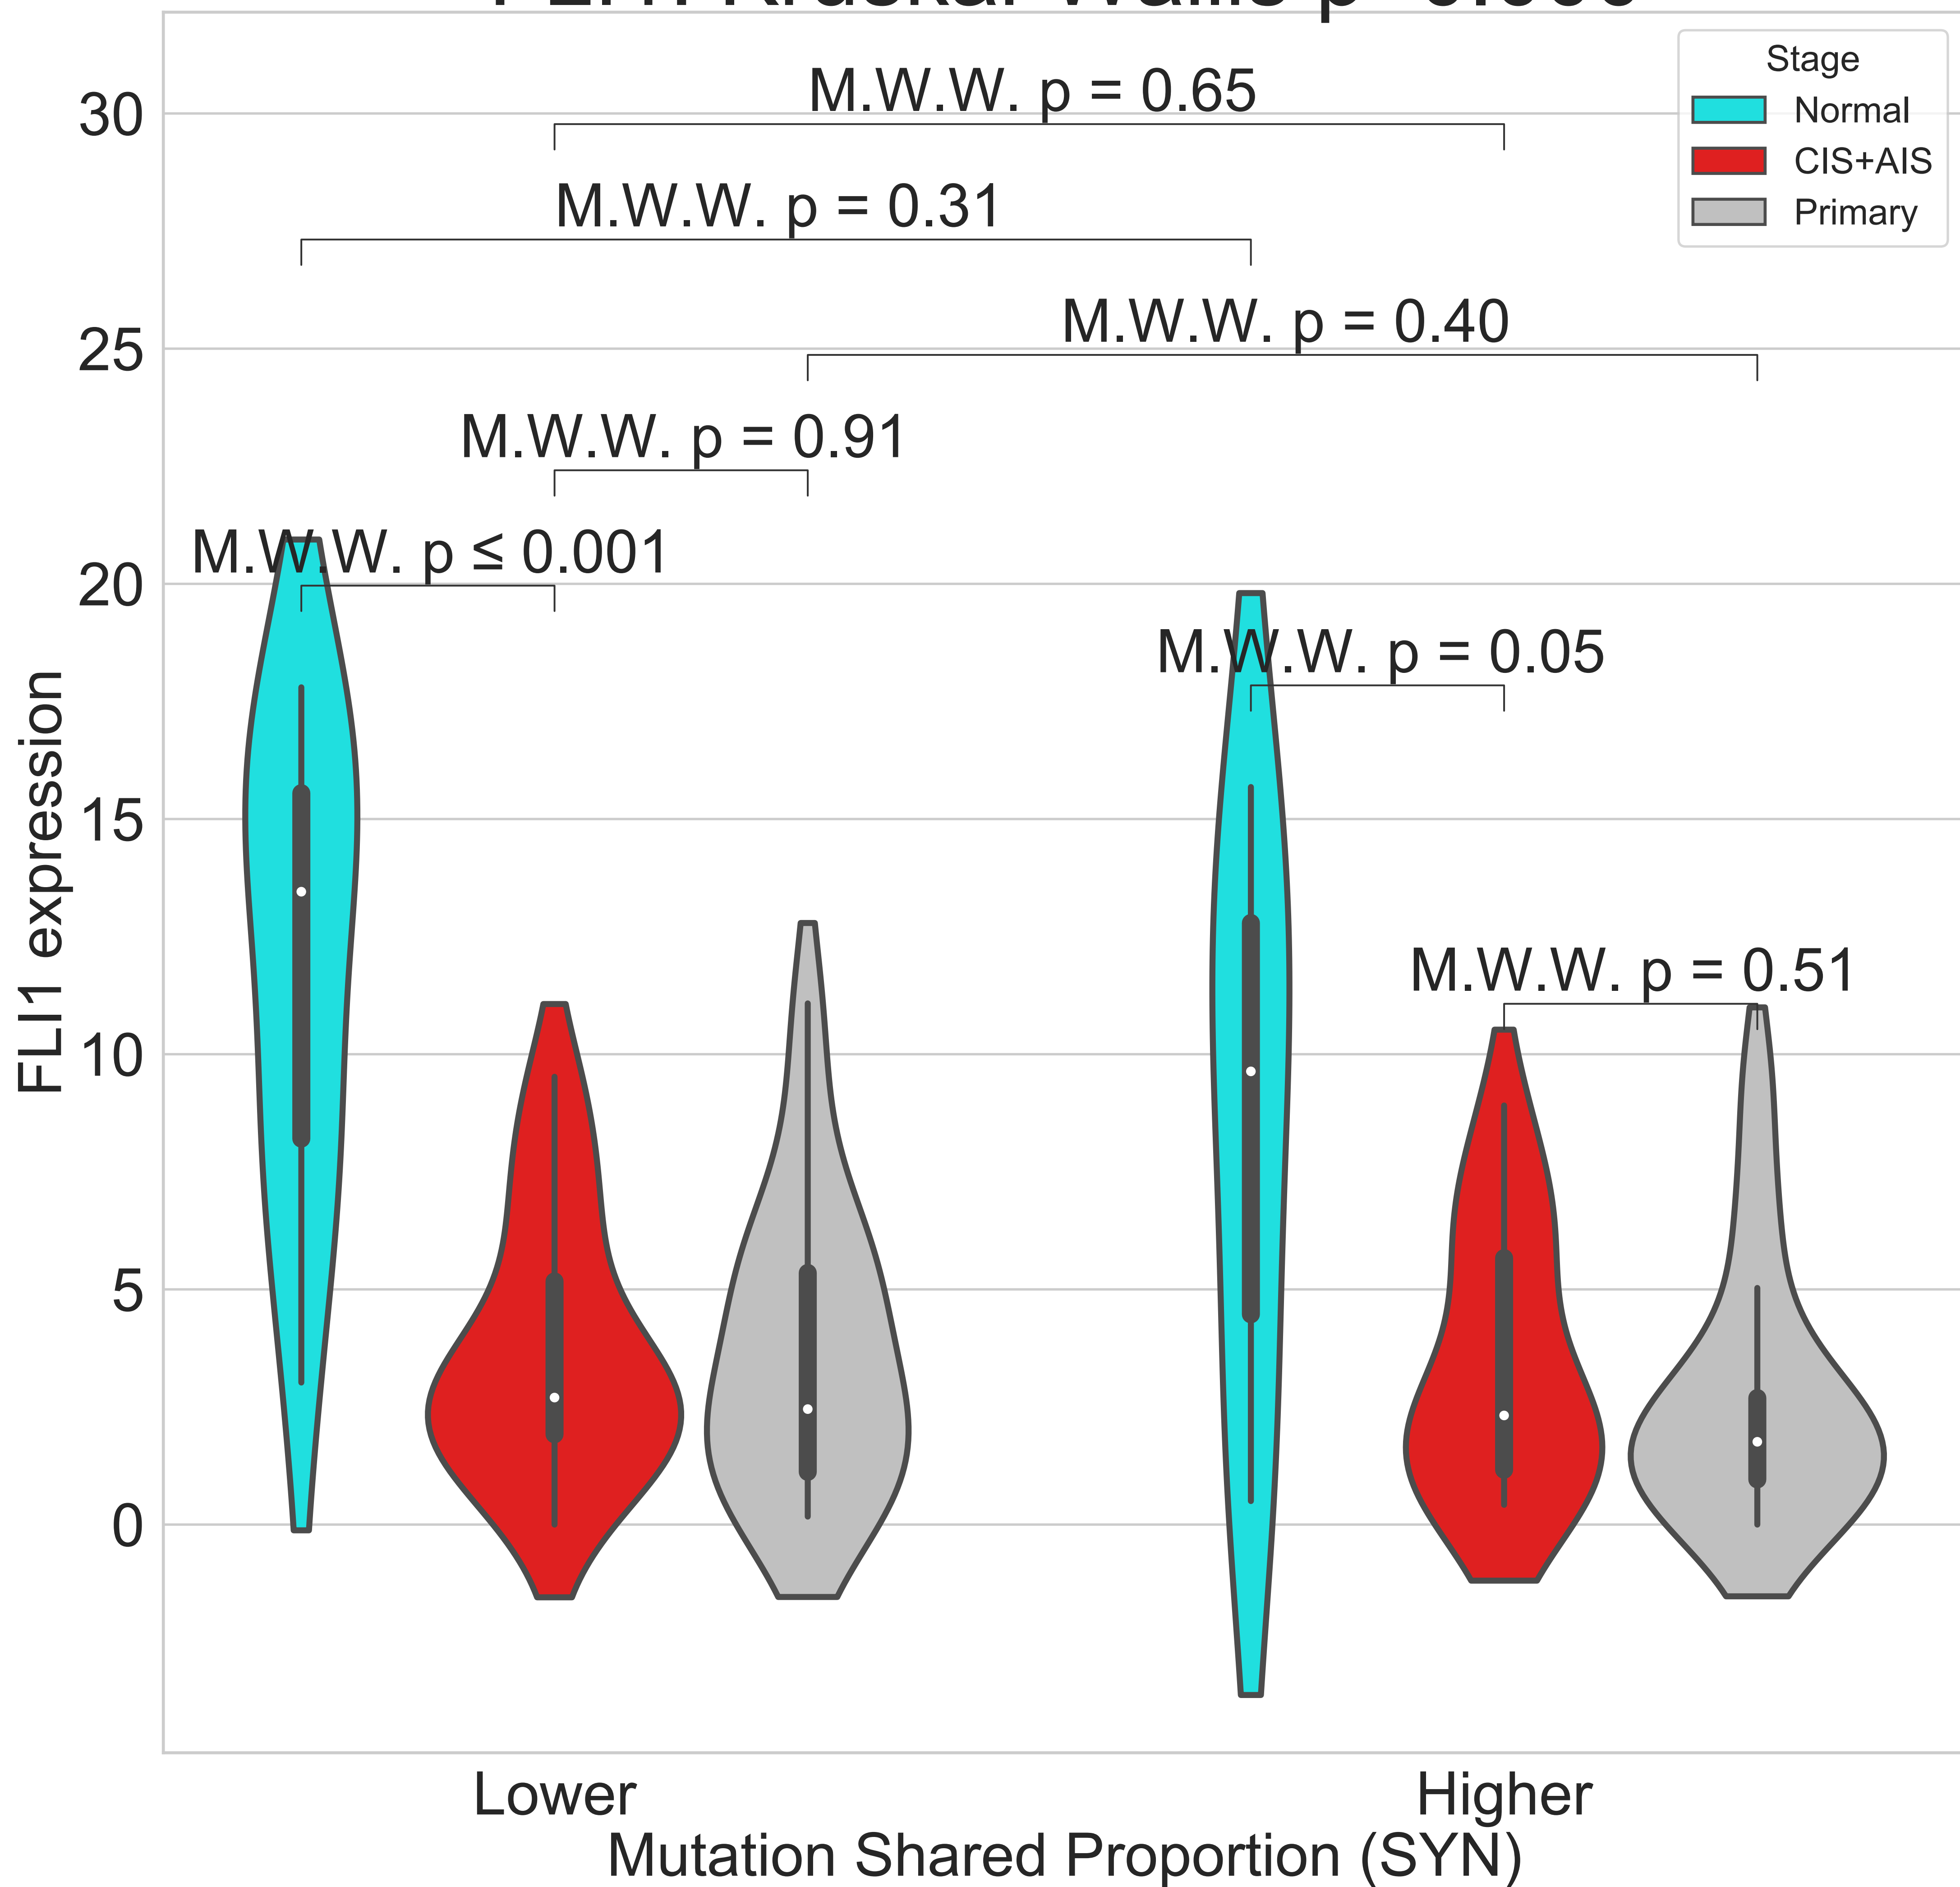 Stage
Normal
CIS+AIS
Primary
M.W.W. p = 0.65
M.W.W. p = 0.31
M.W.W. p = 0.40
M.W.W. p = 0.91
M.W.W. p ≤ 0.001
M.W.W. p = 0.05
M.W.W. p = 0.51
30
25
20
15
10
5
0
FLI1 expression
Lower
Higher
Mutation Shared Proportion (SYN)